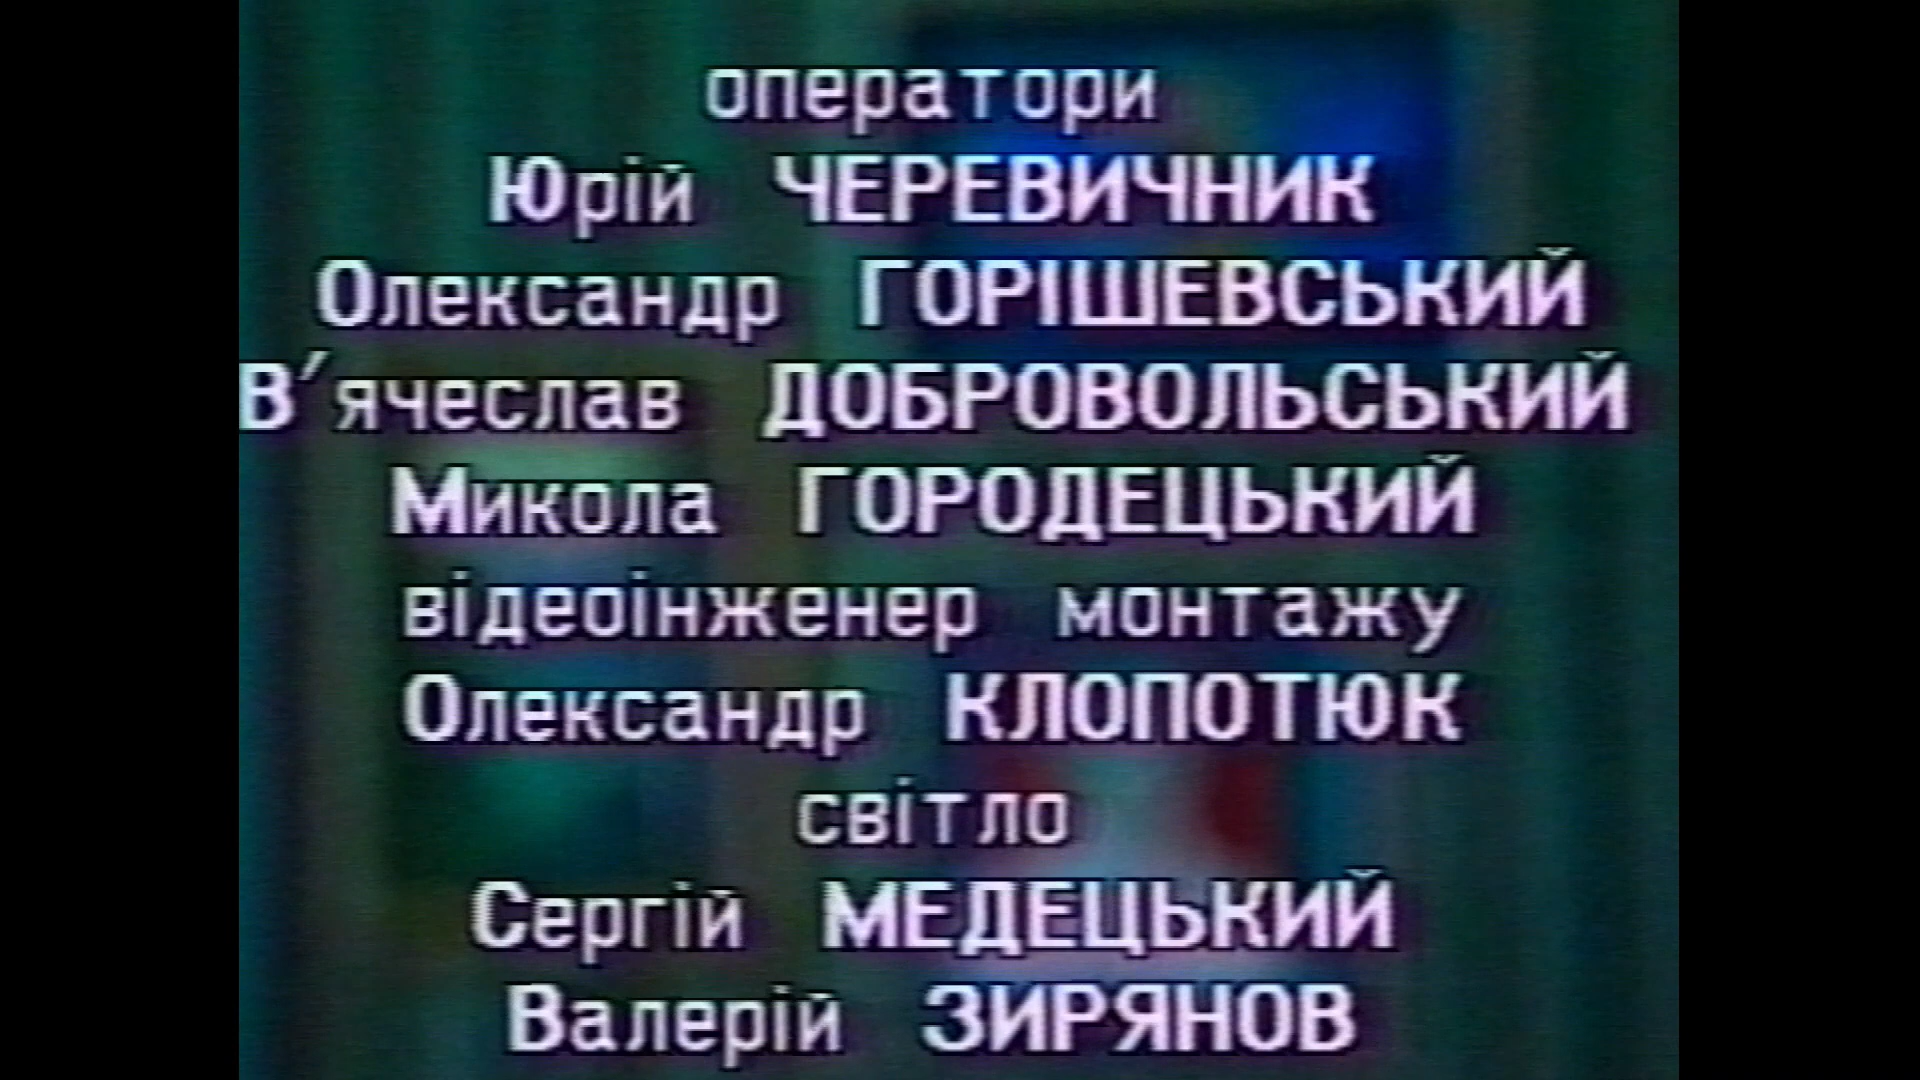 оператори
Юрій ЧЕРЕВИЧНИК
Олександр ГОРІШЕВСЬКИЙ
В'ячеслав ДОБРОВОЛЬСЬКИЙ
Микола ГОРОДЕЦЬКИЙ
відеоінженер монтажу
Олександр КЛОПОТЮК
світло
Сергій МЕДЕЦЬКИЙ
Валерій ЗИРЯНОВ